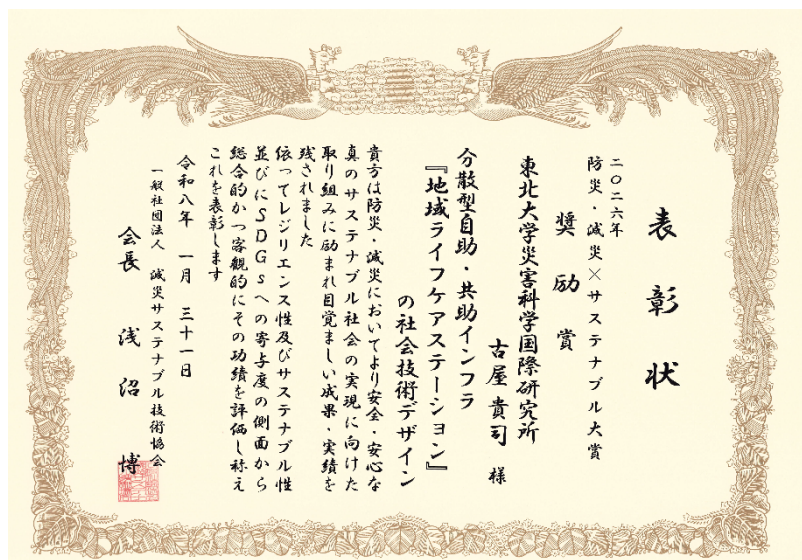 表彰状
二〇二六年
防災・減災×サステナブル大賞
奨励賞
東北大学災害科学国際研究所
古屋貴司 様
分散型自助・共助インフラ
『地域ライフケアステーション』
の社会技術デザイン
貴方は防災・減災においてより安全・安心な
真のサステナブル社会の実現に向けた
取り組みに励まれ目覚ましい成果・実績を
残されました
依ってレジリエンス性及びサステナブル性
並びにSDGsへの寄与度の側面から
総合的かつ客観的にその功績を評価し称え
これを表彰します
令和八年 一月 三十一日
一般社団法人 減災サステナブル技術協会
会長 浅沼 博